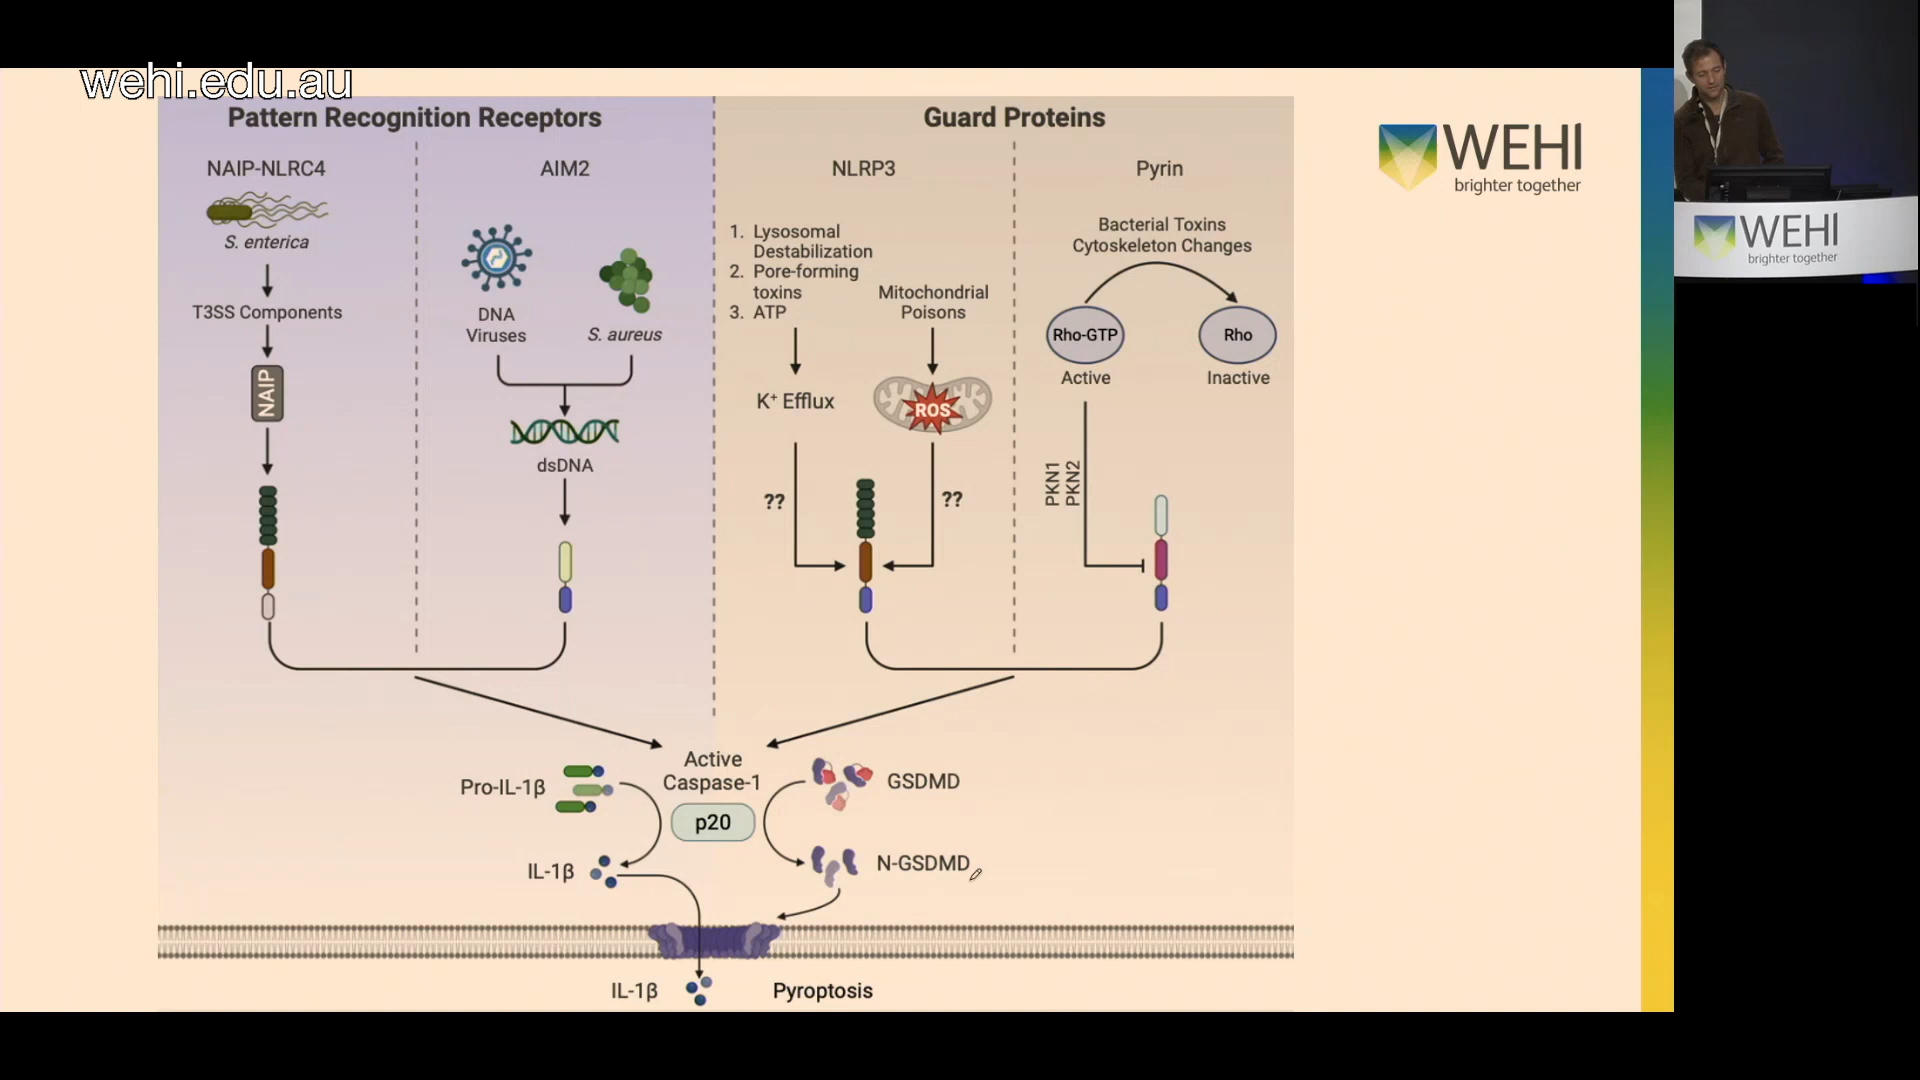 wehi.edu.au
Pattern Recognition Receptors
NAIP-NLRC4
S. enterica
T3SS Components
NAIP
AIM2
DNA
Viruses
S. aureus
dsDNA
Guard Proteins
NLRP3
1. Lysosomal
Destabilization
2. Pore-forming
toxins
3. ATP
K⁺ Efflux
??
Mitochondrial
Poisons
ROS
??
Pyrin
Bacterial Toxins
Cytoskeleton Changes
Rho-GTP
Active
Rho
Inactive
PKN1
PKN2
Active
Caspase-1
p20
Pro-IL-1β
IL-1β
GSDMD
N-GSDMD
IL-1β
Pyroptosis
WEHI
brighter together
WEHI
brighter together